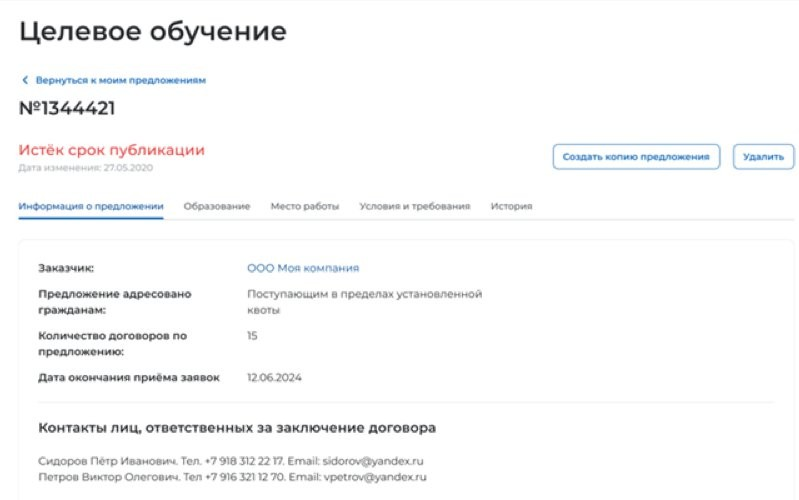 Целевое обучение
Вернуться к моим предложениям
№1344421
Истёк срок публикации
Дата изменения: 27.05.2020
Создать копию предложения
Удалить
Информация о предложении Образование Место работы Условия и требования История
Заказчик: ООО Моя компания
Предложение адресовано Поступающим в пределах установленной
гражданам: квоты
Количество договоров по 15
предложению:
Дата окончания приёма заявок 12.06.2024
Контакты лиц, ответственных за заключение договора
Сидоров Пётр Иванович. Тел. +7 918 312 22 17. Email: sidorov@yandex.ru
Петров Виктор Олегович. Тел +7 916 321 12 70. Email: vpetrov@yandex.ru